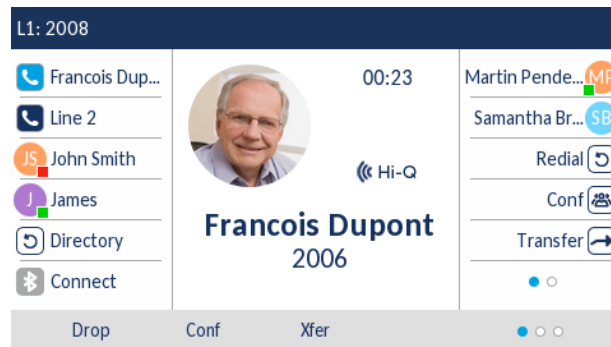 L1: 2008
Francois Dup...
Line 2
JS John Smith
J James
Directory
Connect
00:23
Hi-Q
Francois Dupont
2006
Martin Pende... MP
Samantha Br... SB
Redial
Conf
Transfer
Drop Conf Xfer